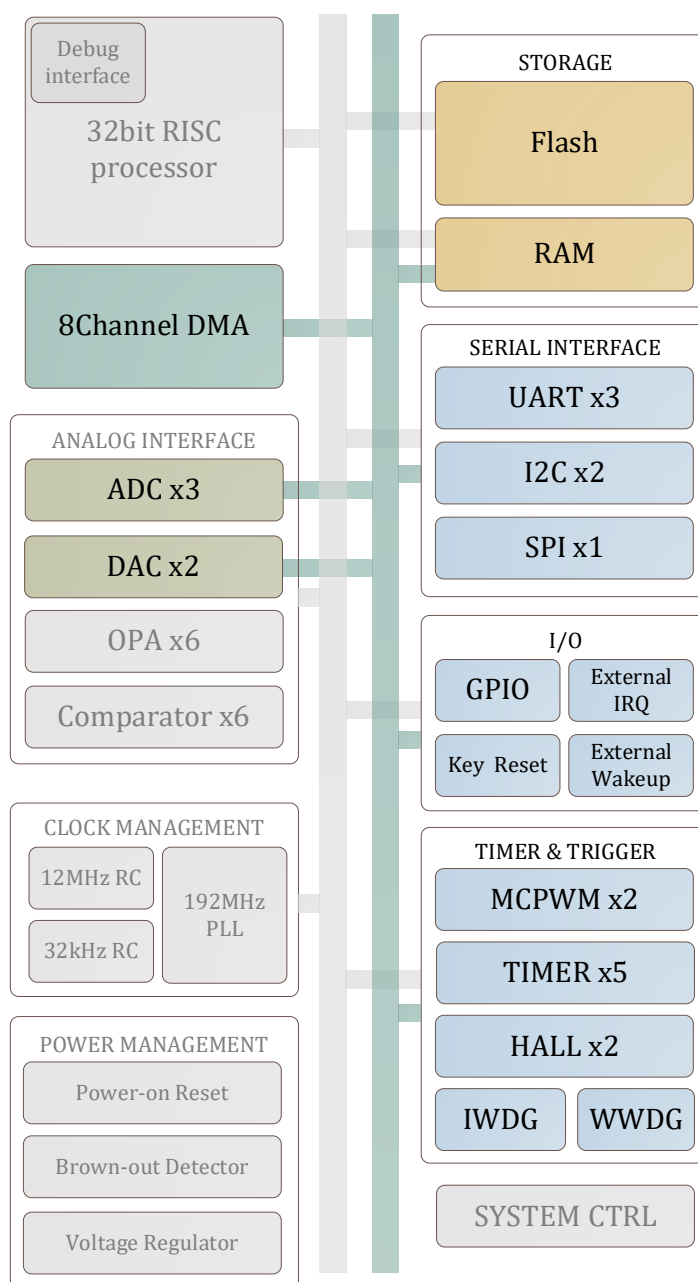 Debug
interface
32bit RISC
processor
8Channel DMA
ANALOG INTERFACE
ADC x3
DAC x2
OPA x6
Comparator x6
CLOCK MANAGEMENT
12MHz RC
32kHz RC
192MHz
PLL
POWER MANAGEMENT
Power-on Reset
Brown-out Detector
Voltage Regulator
STORAGE
Flash
RAM
SERIAL INTERFACE
UART x3
I2C x2
SPI x1
I/O
GPIO
External
IRQ
Key Reset
External
Wakeup
TIMER & TRIGGER
MCPWM x2
TIMER x5
HALL x2
IWDG
WWDG
SYSTEM CTRL